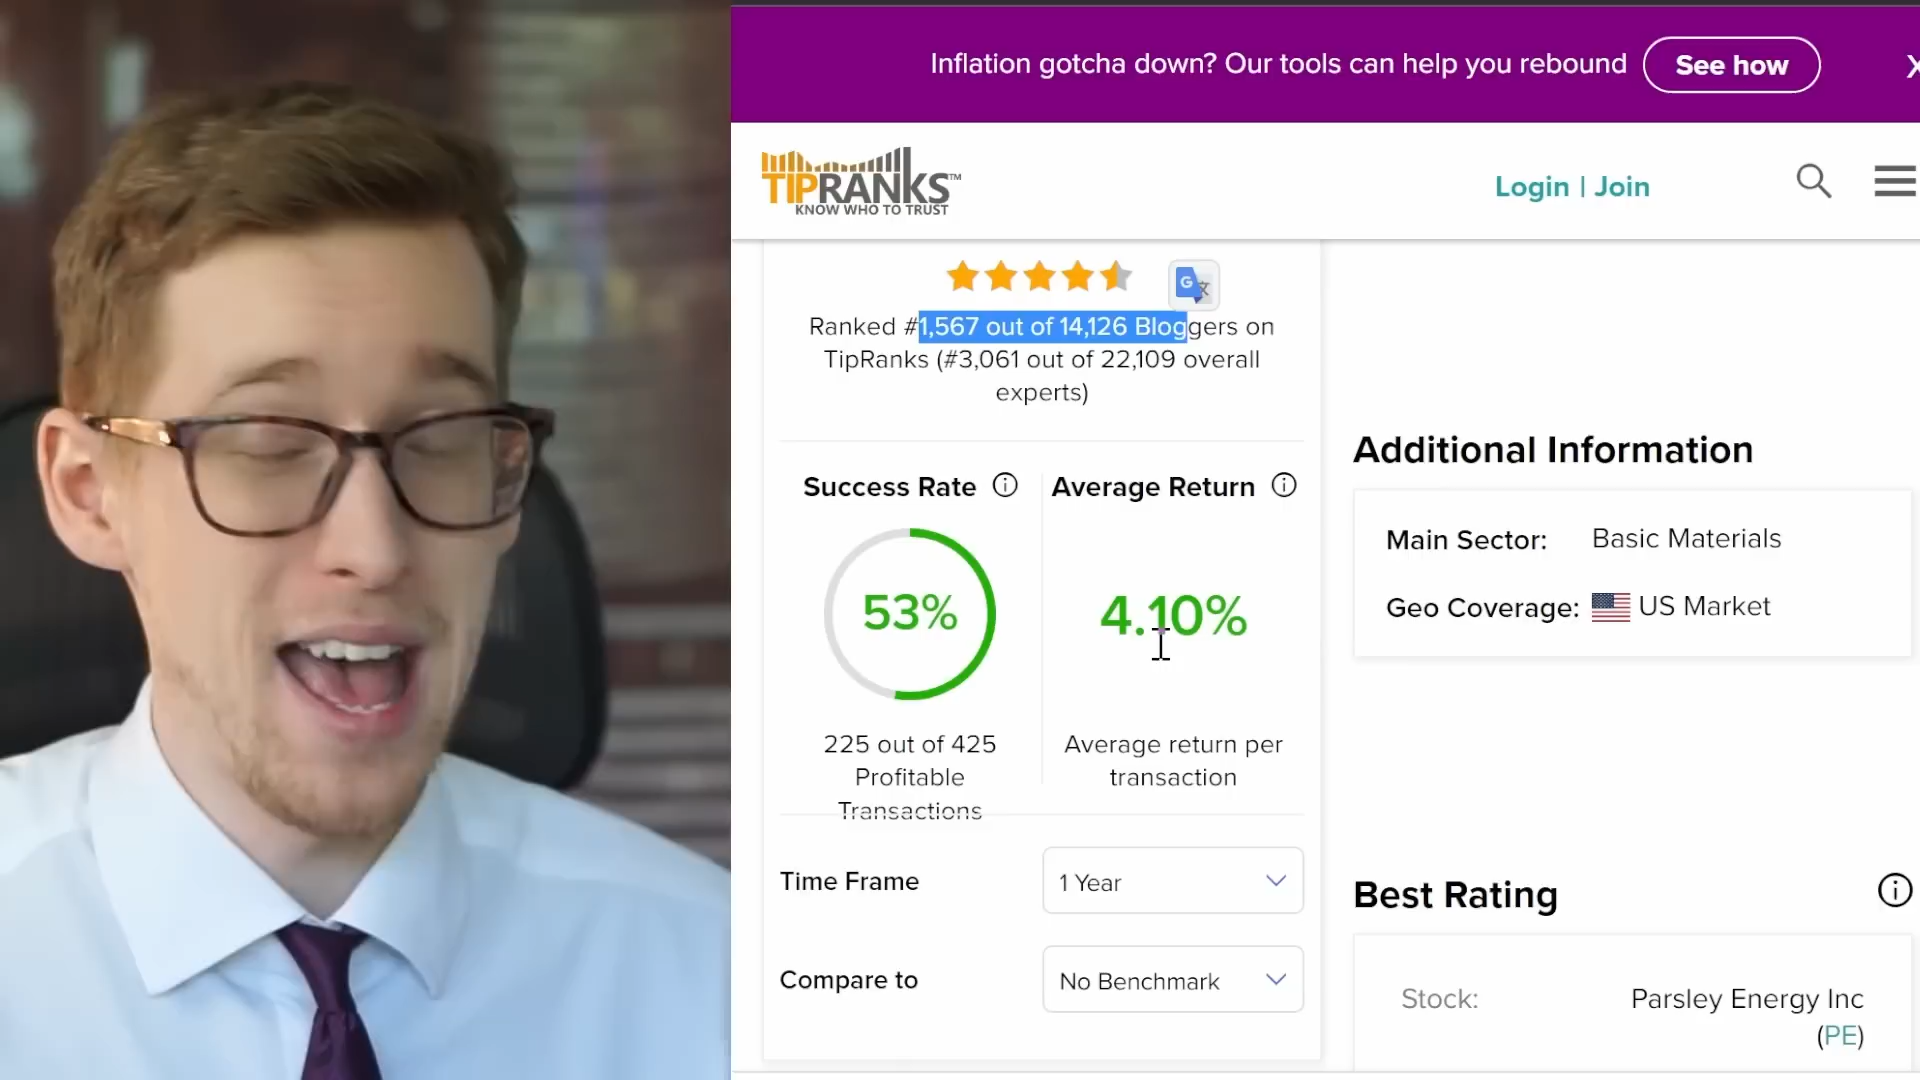 Inflation gotcha down? Our tools can help you rebound
See how
X
TIPRANKS™
KNOW WHO TO TRUST
Login | Join
Ranked #1,567 out of 14,126 Bloggers on
TipRanks (#3,061 out of 22,109 overall
experts)
Success Rate
Average Return
53%
4.10%
225 out of 425
Profitable
Transactions
Average return per
transaction
Time Frame
1 Year
Compare to
No Benchmark
Additional Information
Main Sector: Basic Materials
Geo Coverage: US Market
Best Rating
Stock: Parsley Energy Inc
(PE)